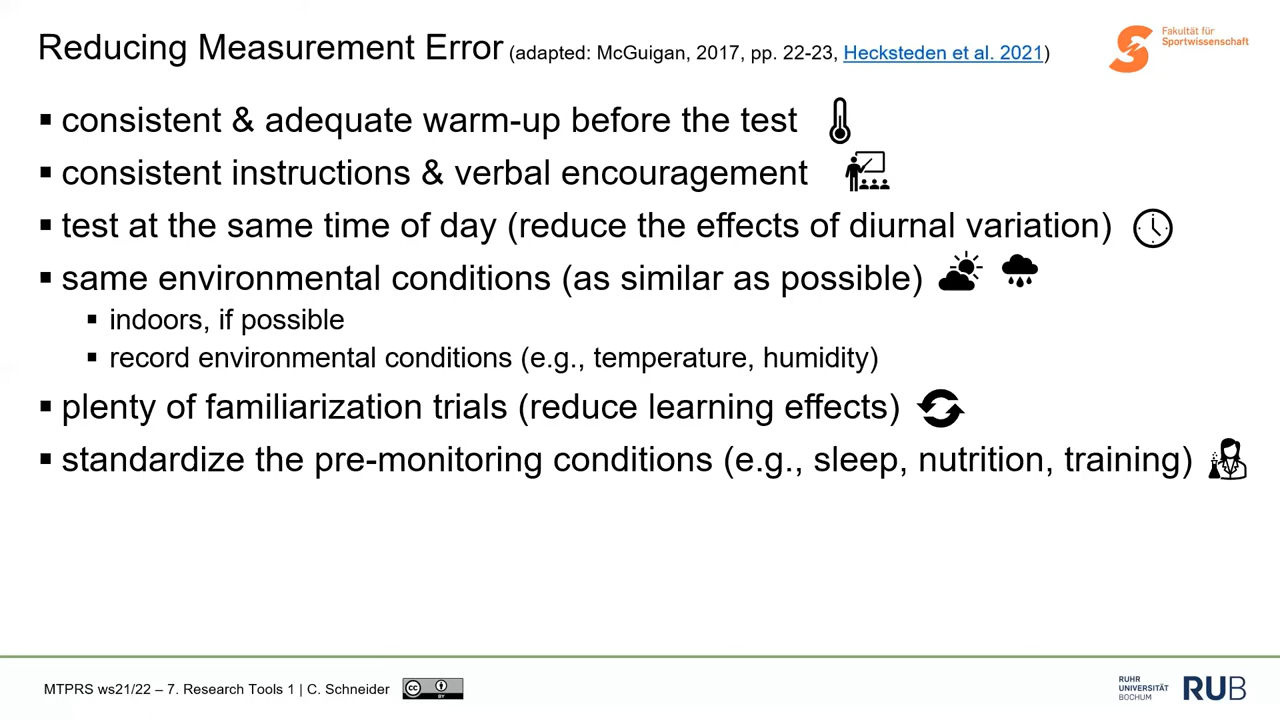 Reducing Measurement Error (adapted: McGuigan, 2017, pp. 22-23, Hecksteden et al. 2021)
Fakultät für
Sportwissenschaft
▪ consistent & adequate warm-up before the test
▪ consistent instructions & verbal encouragement
▪ test at the same time of day (reduce the effects of diurnal variation)
▪ same environmental conditions (as similar as possible)
▪ indoors, if possible
▪ record environmental conditions (e.g., temperature, humidity)
▪ plenty of familiarization trials (reduce learning effects)
▪ standardize the pre-monitoring conditions (e.g., sleep, nutrition, training)
MTPRS ws21/22 – 7. Research Tools 1 | C. Schneider
cc
BY
RUHR
UNIVERSITÄT
BOCHUM
RUB